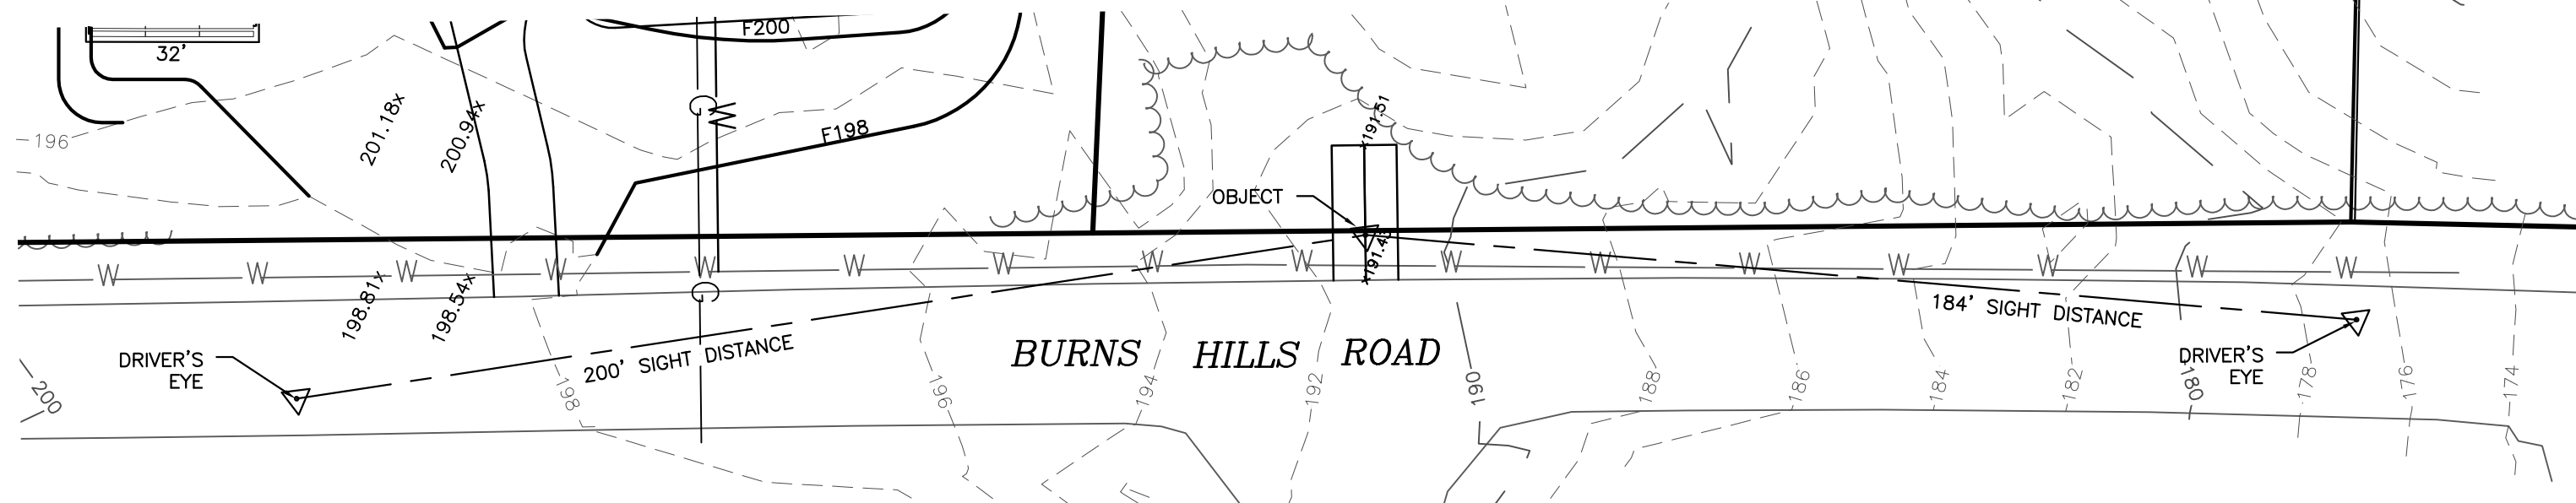 F200
32'
201.18x
200.94x
W
F198
x191.51
196
OBJECT
W W W W W W W W W W W W W W W W
x191.43
198.81x
198.54x
184' SIGHT DISTANCE
200' SIGHT DISTANCE
BURNS HILLS ROAD
DRIVER'S
EYE
DRIVER'S
EYE
200
198
196
194
192
190
188
186
184
182
180
178
176
174